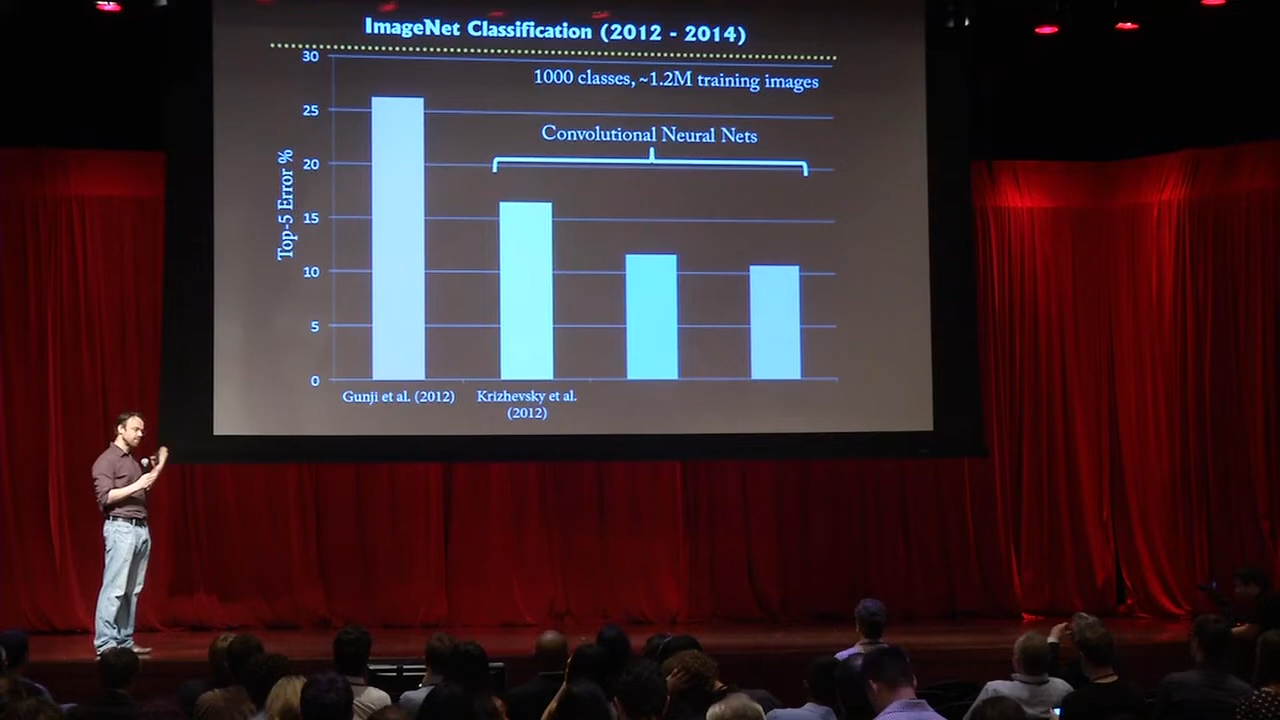 ImageNet Classification (2012 - 2014)
30
1000 classes, ~1.2M training images
25
Convolutional Neural Nets
20
Top-5 Error %
15
10
5
0
Gunji et al. (2012)
Krizhevsky et al.
(2012)